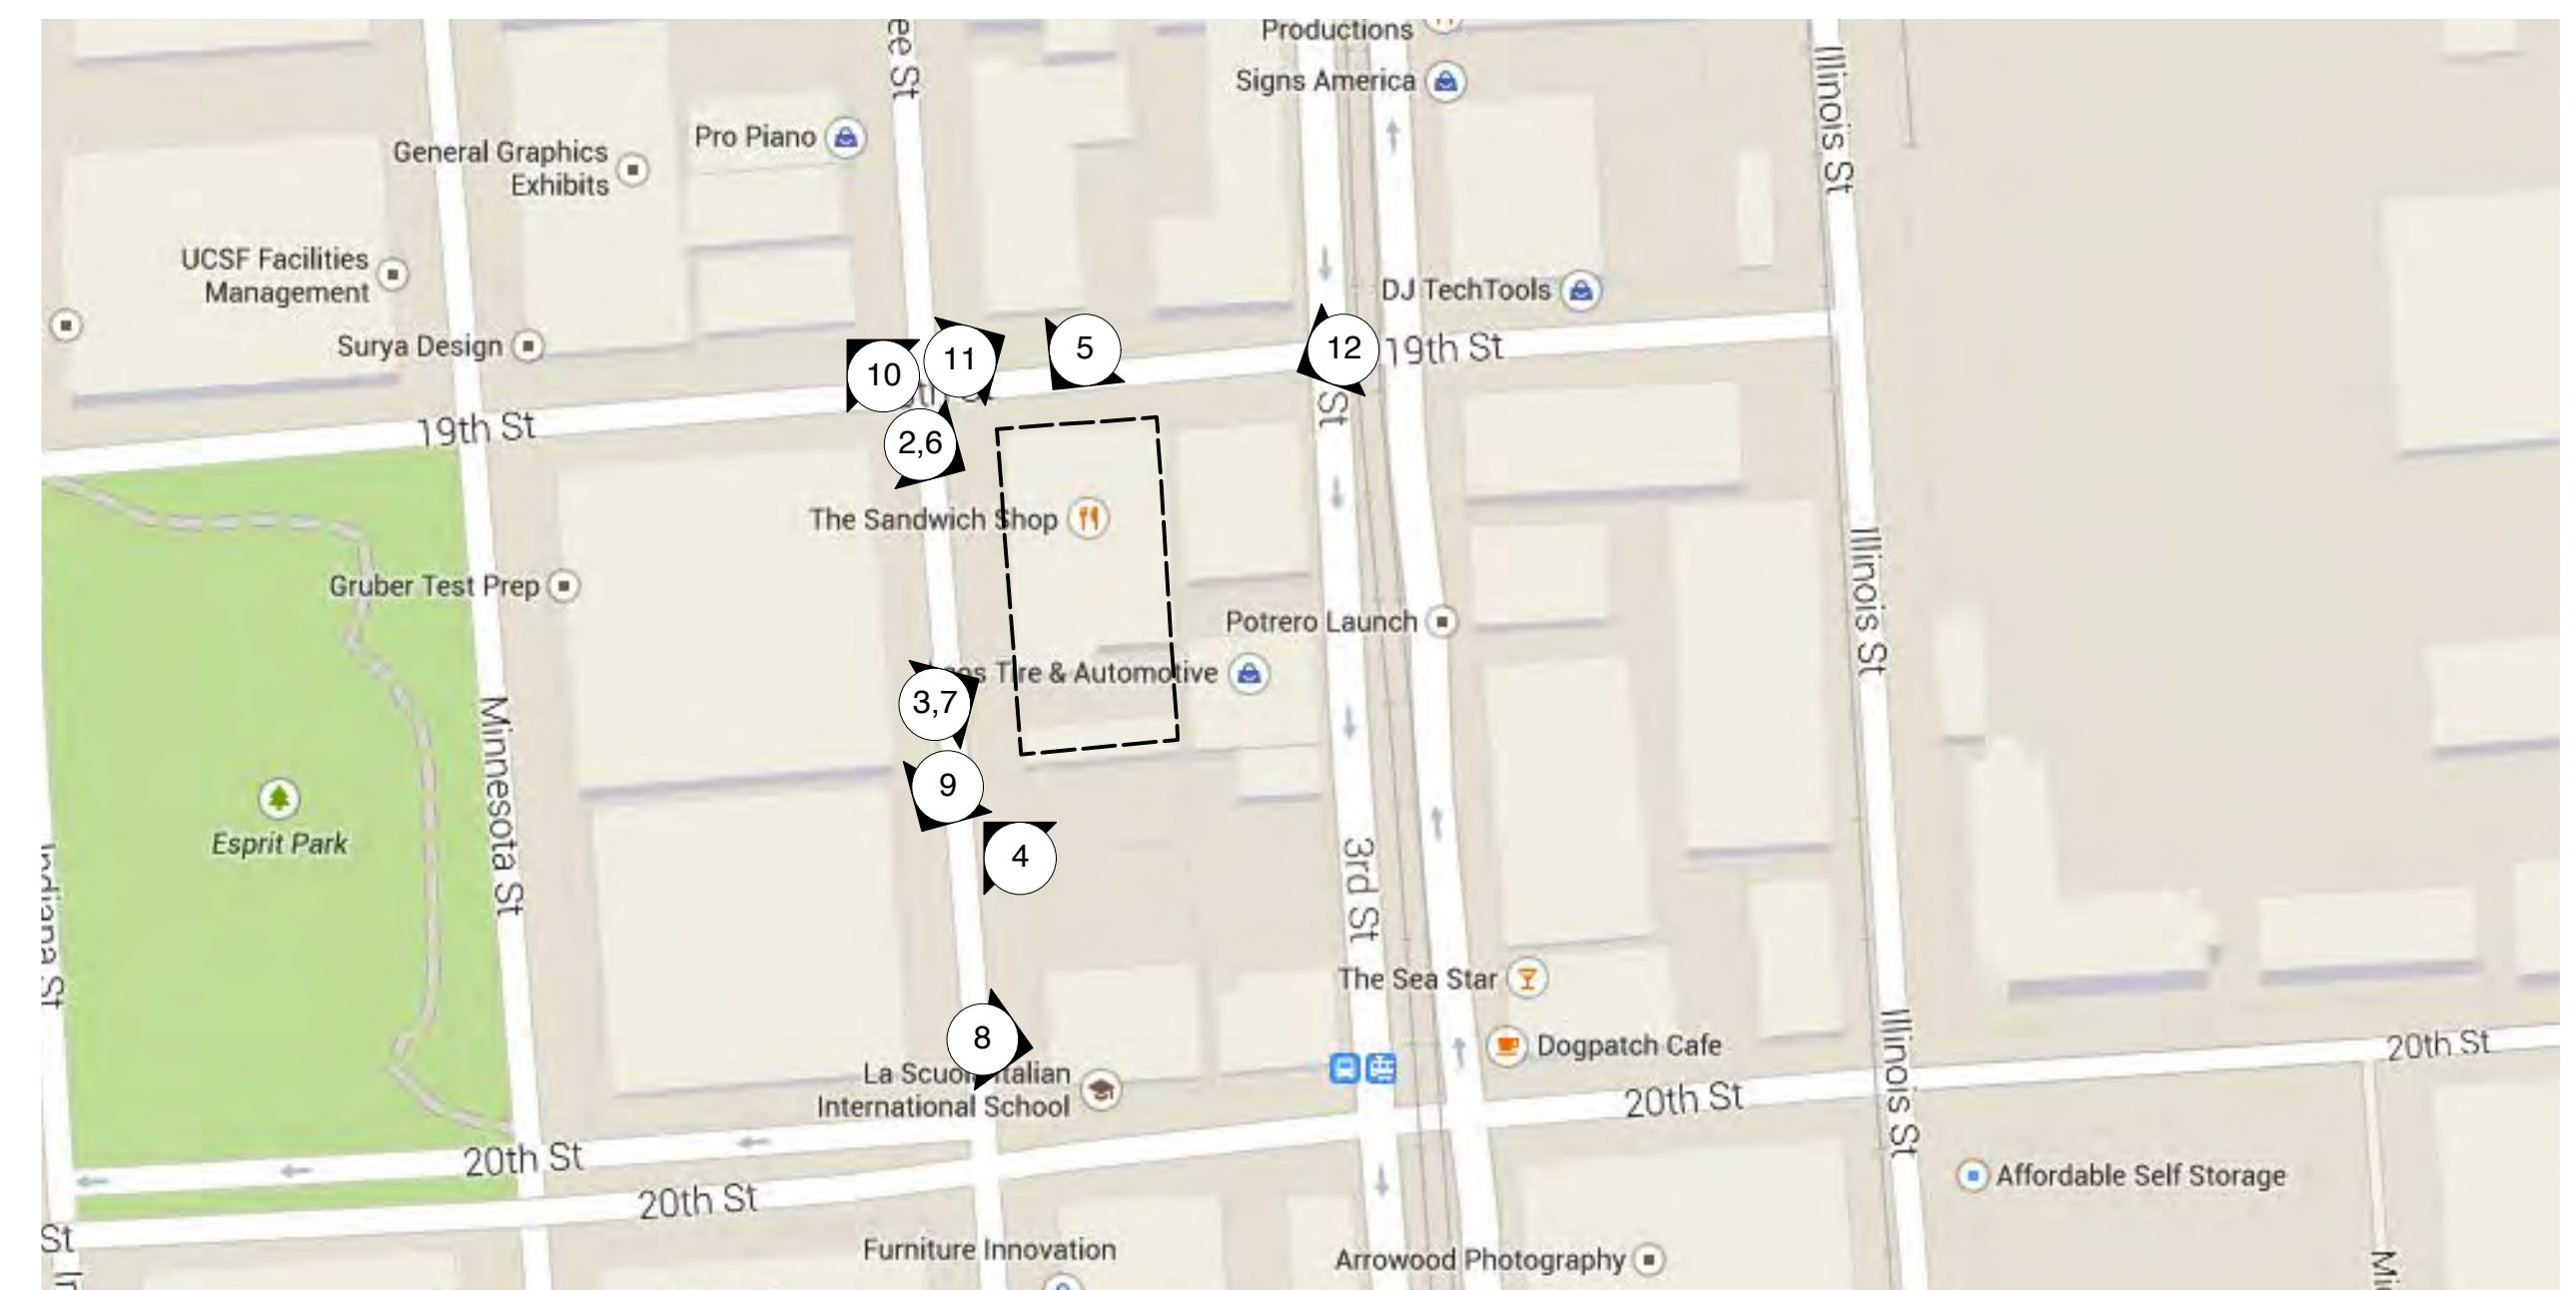 Productions
ee St
Illinois St
Signs America
Pro Piano
General Graphics
Exhibits
UCSF Facilities
Management
DJ TechTools
Surya Design
10
11
5
12
19th St
19th St
St
2,6
The Sandwich Shop
Gruber Test Prep
Illinois St
Potrero Launch
os Tire & Automotive
3,7
Minnesota St
9
4
Esprit Park
Indiana St
3rd St
The Sea Star
8
Dogpatch Cafe
La Scuola Italian
International School
20th St
20th St
Illinois St
20th St
20th St
Affordable Self Storage
St
Furniture Innovation
Arrowood Photography